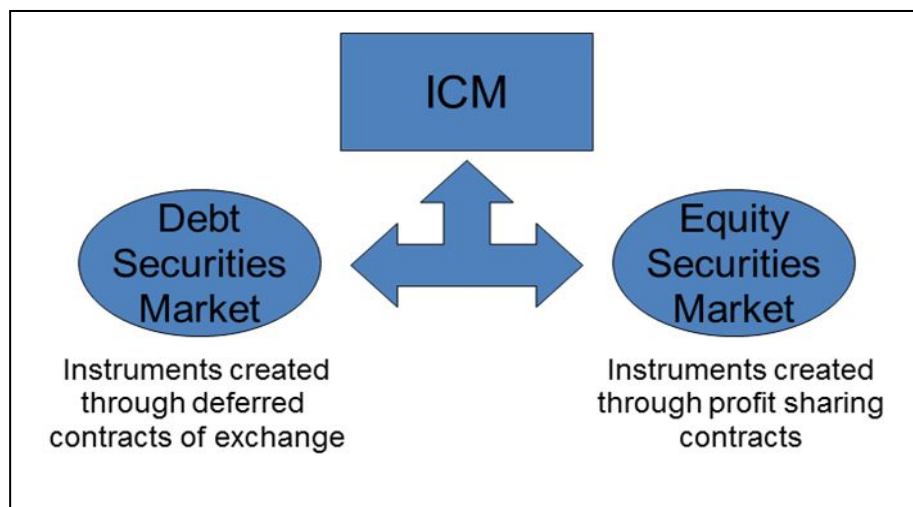 ICM
Debt
Securities
Market
Equity
Securities
Market
Instruments created
through deferred
contracts of exchange
Instruments created
through profit sharing
contracts